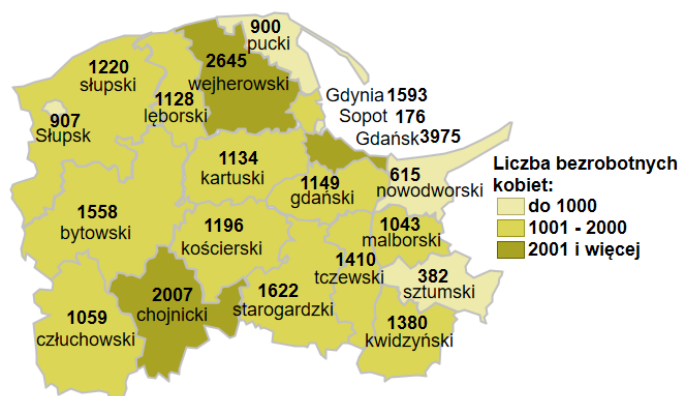 900
pucki
1220
słupski
2645
wejherowski
907
Słupsk
1128
lęborski
Gdynia 1593
Sopot 176
Gdańsk 3975
1134
kartuski
1149
gdański
615
nowodworski
Liczba bezrobotnych
kobiet:
do 1000
1001 - 2000
2001 i więcej
1558
bytowski
1196
kościerski
1043
malborski
1410
tczewski
382
sztumski
2007
chojnicki
1622
starogardzki
1059
człuchowski
1380
kwidzyński